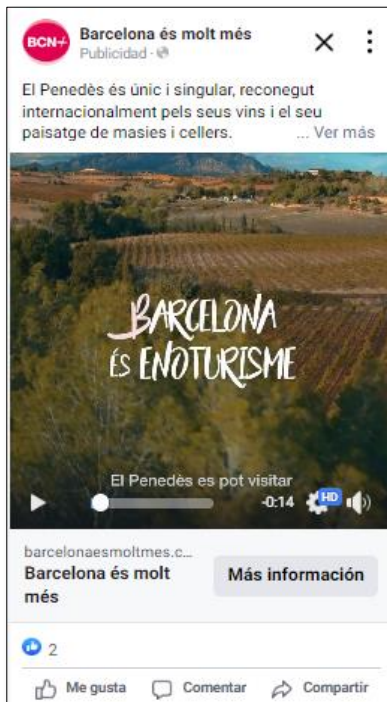 BCN+
Barcelona és molt més
Publicidad ·
El Penedès és únic i singular, reconegut
internacionalment pels seus vins i el seu
paisatge de masies i cellers. ... Ver más
BARCELONA
ÉS ENOTURISME
El Penedès es pot visitar
-0:14 HD
barcelonaesmoltmes.c...
Barcelona és molt
més
Más información
2
Me gusta Comentar Compartir